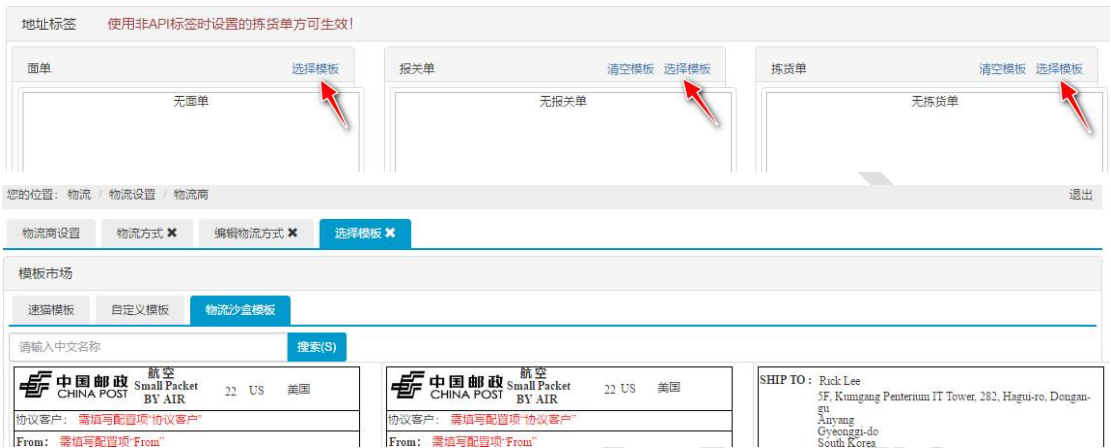 地址标签 使用非API标签时设置的拣货单方可生效！
面单 选择模板 报关单 清空模板 选择模板 拣货单 清空模板 选择模板
无面单 无报关单 无拣货单
您的位置：物流 / 物流设置 / 物流商 退出
物流商设置 物流方式 编辑物流方式 选择模板
模板市场
速猫模板 自定义模板 物流沙盒模板
请输入中文名称 搜索(S)
中国邮政
CHINA POST
航空
Small Packet
BY AIR
22 US 美国
协议客户： 需填写配置项“协议客户”
From： 需填写配置项“From”
中国邮政
CHINA POST
航空
Small Packet
BY AIR
22 US 美国
协议客户： 需填写配置项“协议客户”
From： 需填写配置项“From”
SHIP TO： Rick Lee
5F, Kumgang Penterium IT Tower, 282, Hagui-ro, Dongan-
gu
Anyang
Gyeonggi-do
South Korea